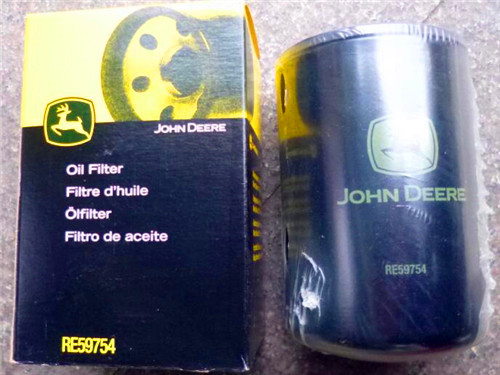 JOHN DEERE
Oil Filter
Filtre d'huile
Ölfilter
Filtro de aceite
RE59754
JOHN DEERE
RE59754